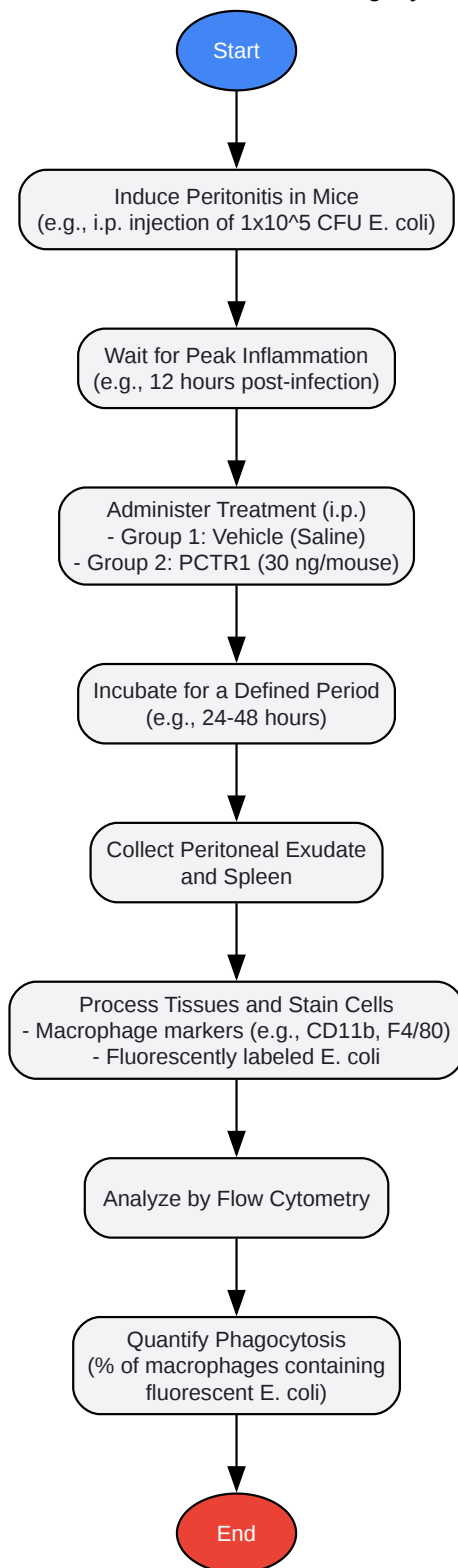 Start
Induce Peritonitis in Mice
(e.g., i.p. injection of 1x10^5 CFU E. coli)
Wait for Peak Inflammation
(e.g., 12 hours post-infection)
Administer Treatment (i.p.)
- Group 1: Vehicle (Saline)
- Group 2: PCTR1 (30 ng/mouse)
Incubate for a Defined Period
(e.g., 24-48 hours)
Collect Peritoneal Exudate
and Spleen
Process Tissues and Stain Cells
- Macrophage markers (e.g., CD11b, F4/80)
- Fluorescently labeled E. coli
Analyze by Flow Cytometry
Quantify Phagocytosis
(% of macrophages containing
fluorescent E. coli)
End